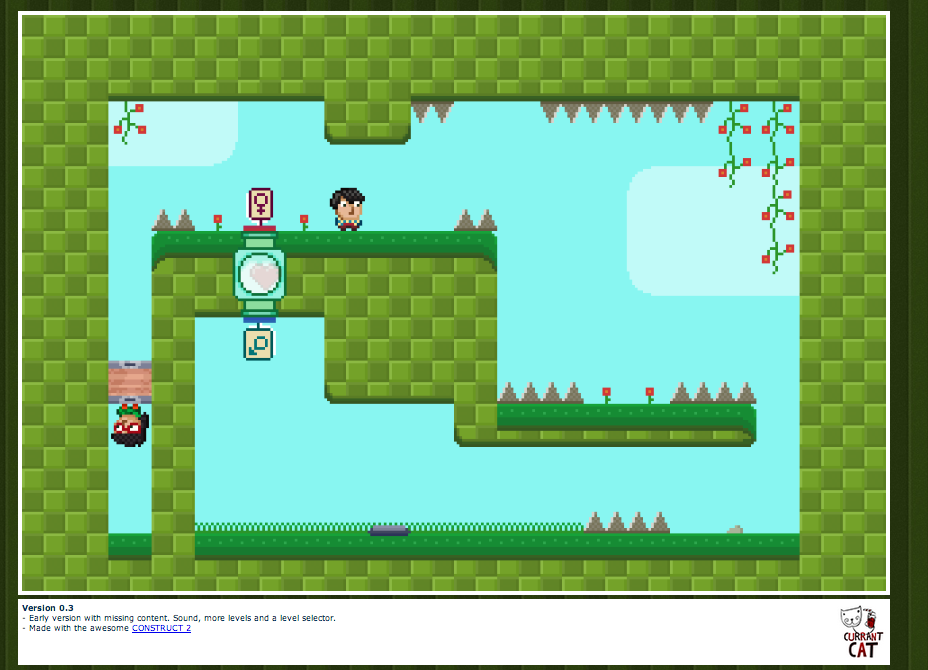 Version 0.3
- Early version with missing content. Sound, more levels and a level selector.
- Made with the awesome CONSTRUCT 2
CURRANT
CAT